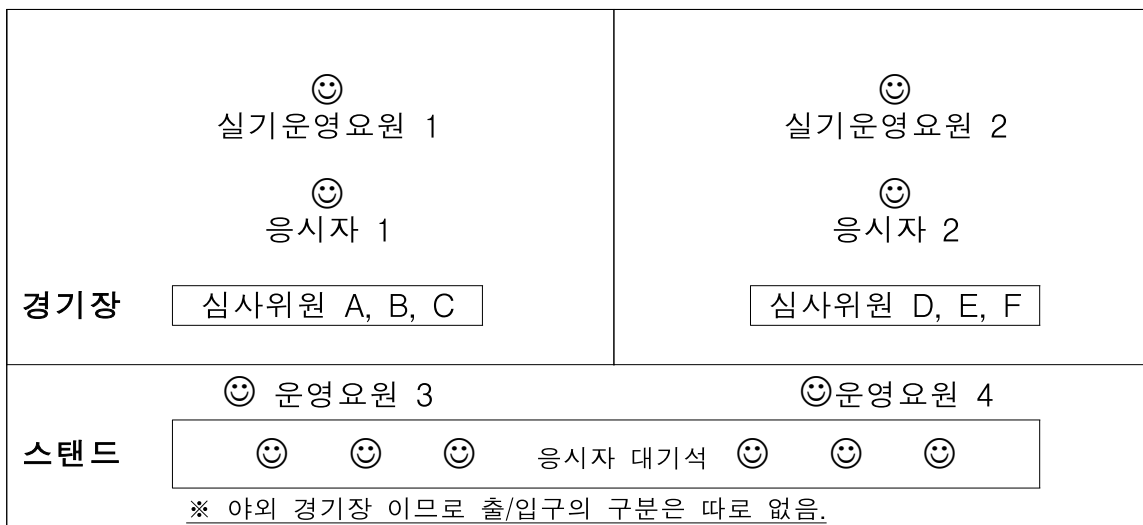 실기운영요원 1
실기운영요원 2
응시자 1
응시자 2
경기장
심사위원 A, B, C
심사위원 D, E, F
운영요원 3
운영요원 4
스탠드
응시자 대기석
※ 야외 경기장 이므로 출/입구의 구분은 따로 없음.